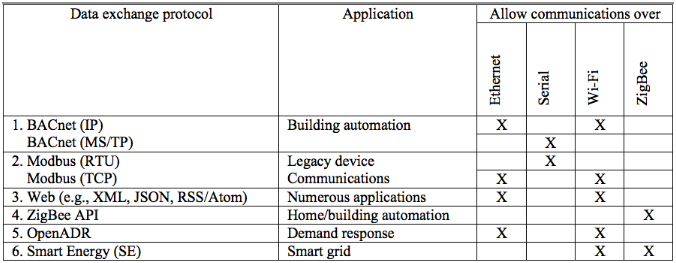 Data exchange protocol Application Allow communications over
Ethernet Serial Wi-Fi ZigBee
1. BACnet (IP) Building automation X X
BACnet (MS/TP) X
2. Modbus (RTU) Legacy device X
Modbus (TCP) Communications X X
3. Web (e.g., XML, JSON, RSS/Atom) Numerous applications X X
4. ZigBee API Home/building automation X
5. OpenADR Demand response X X
6. Smart Energy (SE) Smart grid X X